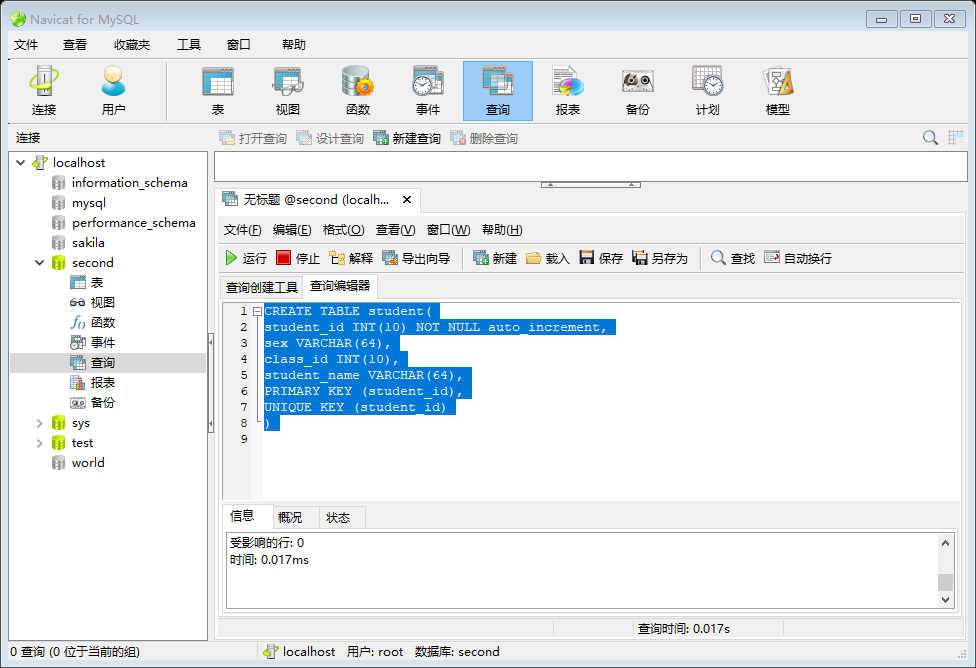 Navicat for MySQL
文件 查看 收藏夹 工具 窗口 帮助
连接 用户 表 视图 函数 事件 查询 报表 备份 计划 模型
连接
打开查询 设计查询 新建查询 删除查询
localhost
information_schema
mysql
performance_schema
sakila
second
表
视图
函数
事件
查询
报表
备份
sys
test
world
无标题 @second (localh...
文件(F) 编辑(E) 格式(O) 查看(V) 窗口(W) 帮助(H)
运行 停止 解释 导出向导 新建 载入 保存 另存为 查找 自动换行
查询创建工具 查询编辑器
1 CREATE TABLE student(
2 student_id INT(10) NOT NULL auto_increment,
3 sex VARCHAR(64),
4 class_id INT(10),
5 student_name VARCHAR(64),
6 PRIMARY KEY (student_id),
7 UNIQUE KEY (student_id)
8 )
9
信息 概况 状态
受影响的行: 0
时间: 0.017ms
查询时间: 0.017s
0 查询 (0 位于当前的组) localhost 用户: root 数据库: second